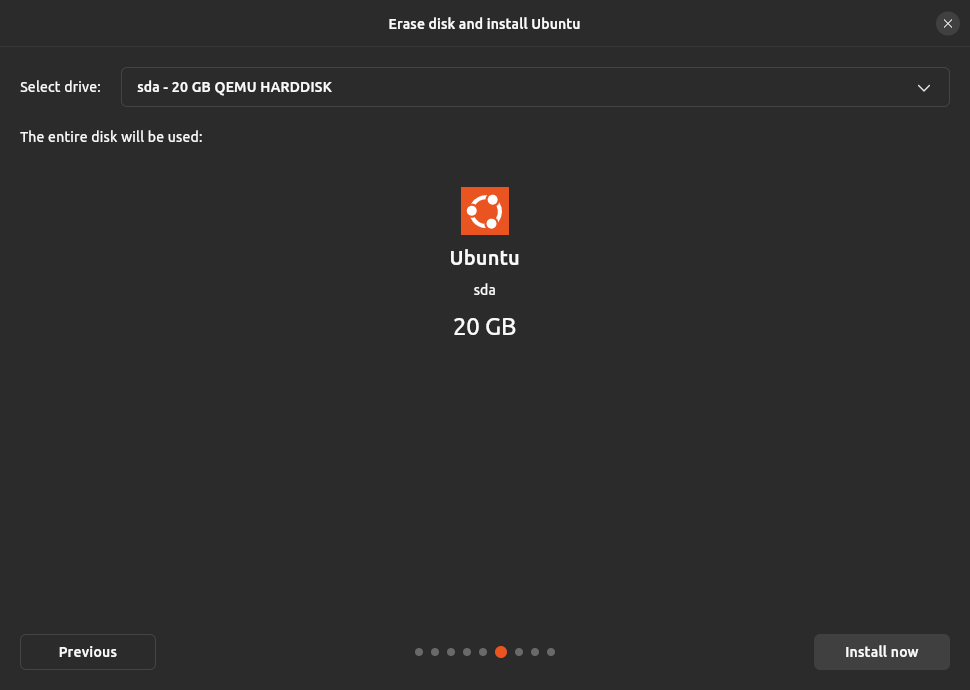 Erase disk and install Ubuntu
Select drive: sda - 20 GB QEMU HARDDISK
The entire disk will be used:
Ubuntu
sda
20 GB
Previous Install now